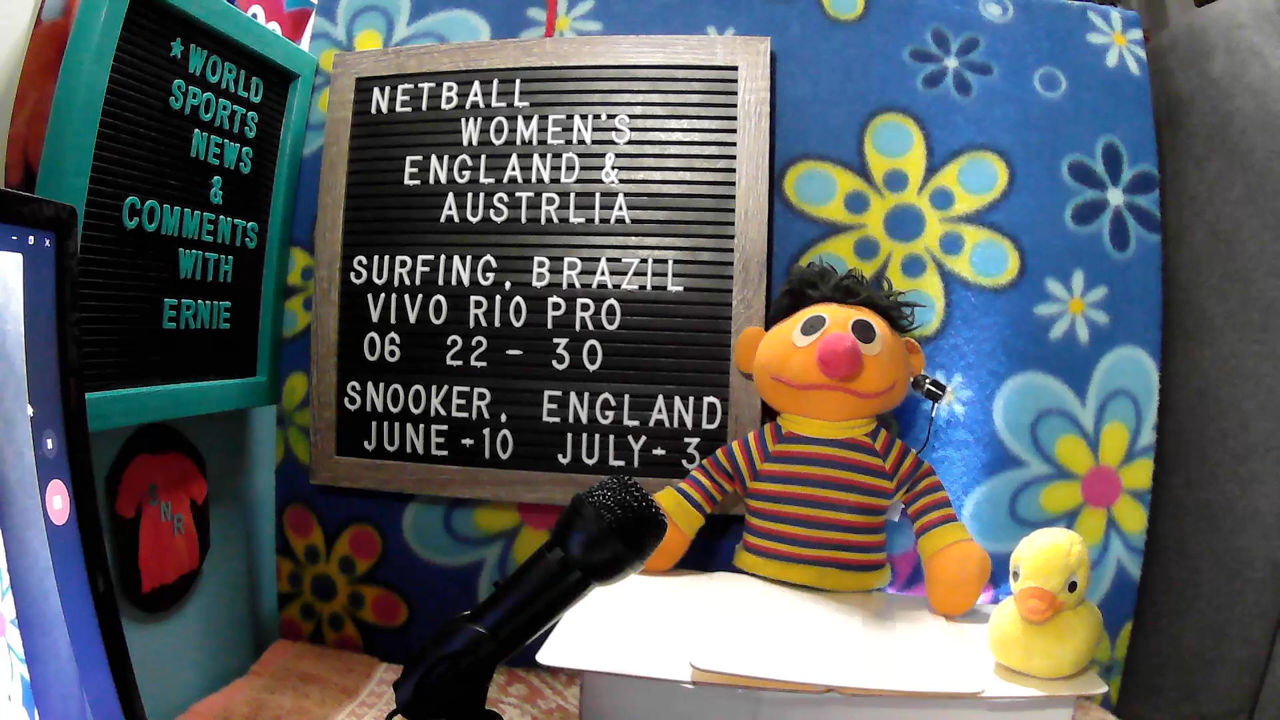 ★WORLD
SPORTS
NEWS
&
COMMENTS
WITH
ERNIE
NETBALL
WOMEN'S
ENGLAND &
AUSTRLIA
SURFING. BRAZIL
VIVO RIO PRO
06 22 - 30
SNOOKER. ENGLAND
JUNE -10 JULY- 3
SNR